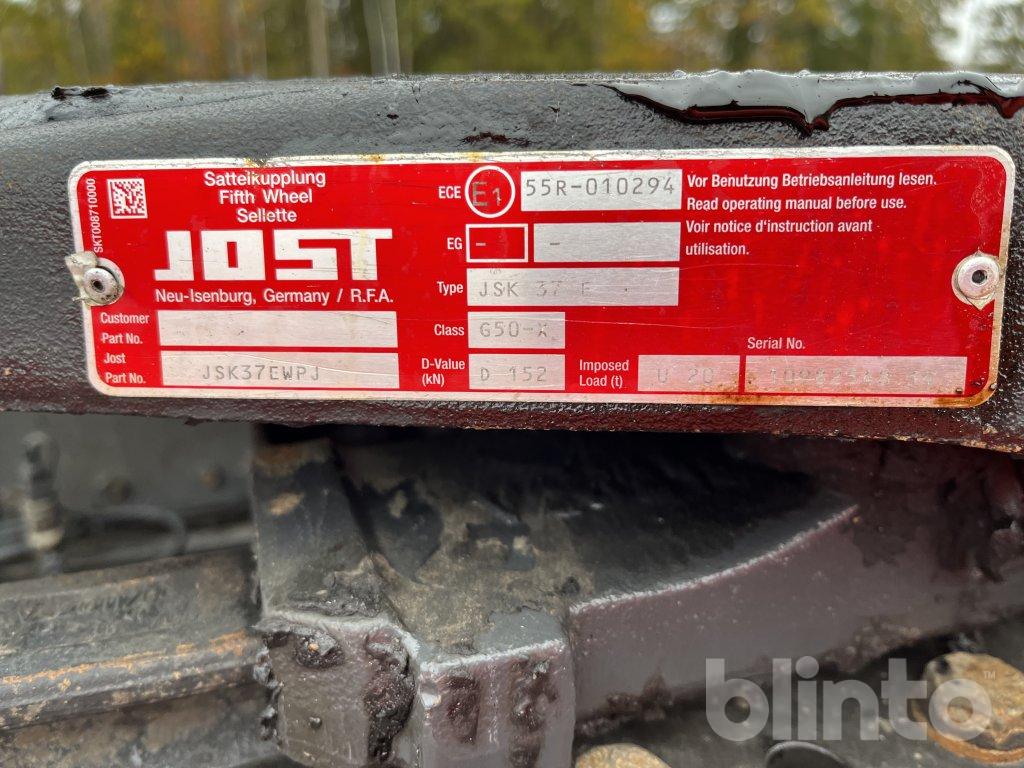 SKT008710000
Sattelkupplung
Fifth Wheel
Sellette
JOST
Neu-Isenburg, Germany / R.F.A.
Customer
Part No.
Jost
Part No. JSK37EWPJ
ECE E1 55R-010294
EG - -
Type JSK 37 E
Class G50-X
D-Value
(kN) D 152
Imposed
Load (t) U 20
Vor Benutzung Betriebsanleitung lesen.
Read operating manual before use.
Voir notice d'instruction avant
utilisation.
Serial No.
blinto™